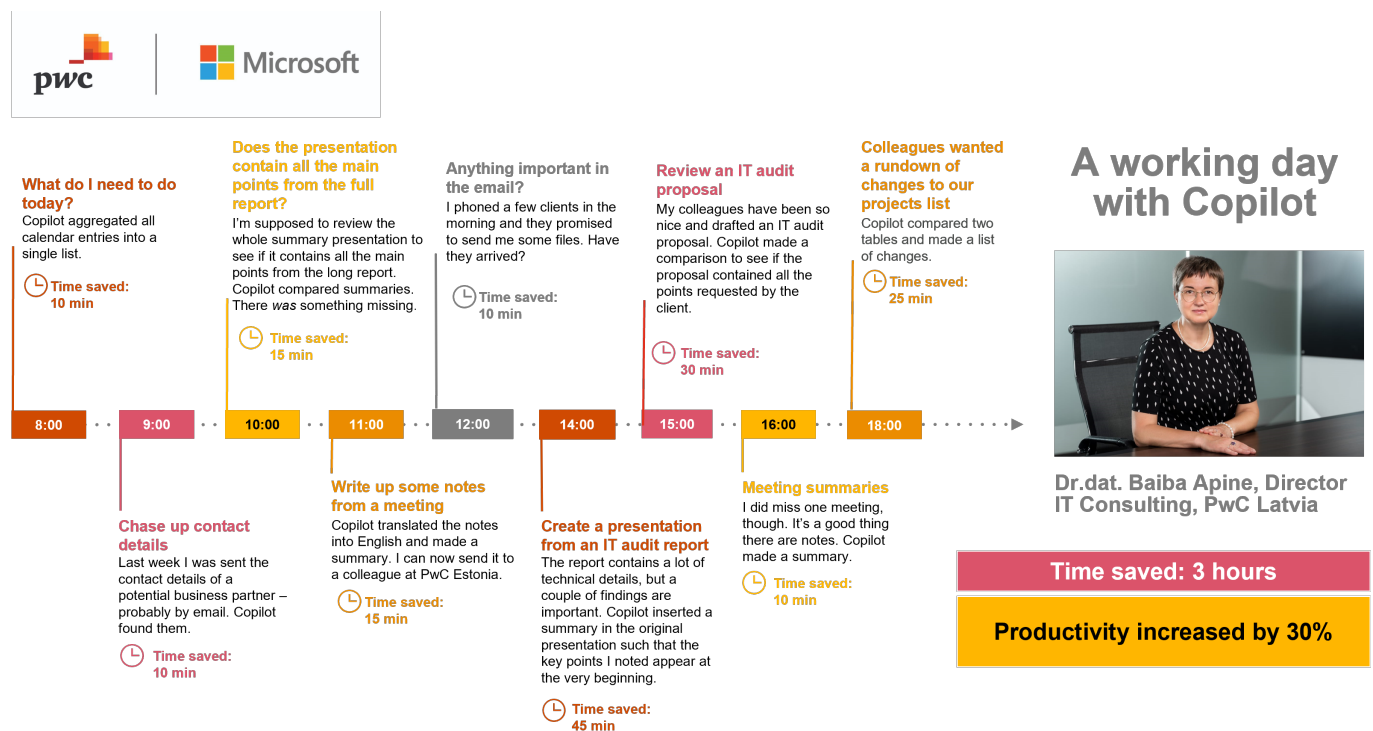 pwc
Microsoft
A working day
with Copilot
What do I need to do
today?
Copilot aggregated all
calendar entries into a
single list.
Time saved:
10 min
8:00
9:00
Chase up contact
details
Last week I was sent the
contact details of a
potential business partner –
probably by email. Copilot
found them.
Time saved:
10 min
Does the presentation
contain all the main
points from the full
report?
I’m supposed to review the
whole summary presentation to
see if it contains all the main
points from the long report.
Copilot compared summaries.
There was something missing.
Time saved:
15 min
10:00
11:00
Write up some notes
from a meeting
Copilot translated the notes
into English and made a
summary. I can now send it to
a colleague at PwC Estonia.
Time saved:
15 min
Anything important in
the email?
I phoned a few clients in the
morning and they promised
to send me some files. Have
they arrived?
Time saved:
10 min
12:00
14:00
Create a presentation
from an IT audit report
The report contains a lot of
technical details, but a
couple of findings are
important. Copilot inserted a
summary in the original
presentation such that the
key points I noted appear at
the very beginning.
Time saved:
45 min
Review an IT audit
proposal
My colleagues have been so
nice and drafted an IT audit
proposal. Copilot made a
comparison to see if the
proposal contained all the
points requested by the
client.
Time saved:
30 min
15:00
16:00
Meeting summaries
I did miss one meeting,
though. It’s a good thing
there are notes. Copilot
made a summary.
Time saved:
10 min
Colleagues wanted
a rundown of
changes to our
projects list
Copilot compared two
tables and made a list
of changes.
Time saved:
25 min
18:00
Dr.dat. Baiba Apine, Director
IT Consulting, PwC Latvia
Time saved: 3 hours
Productivity increased by 30%